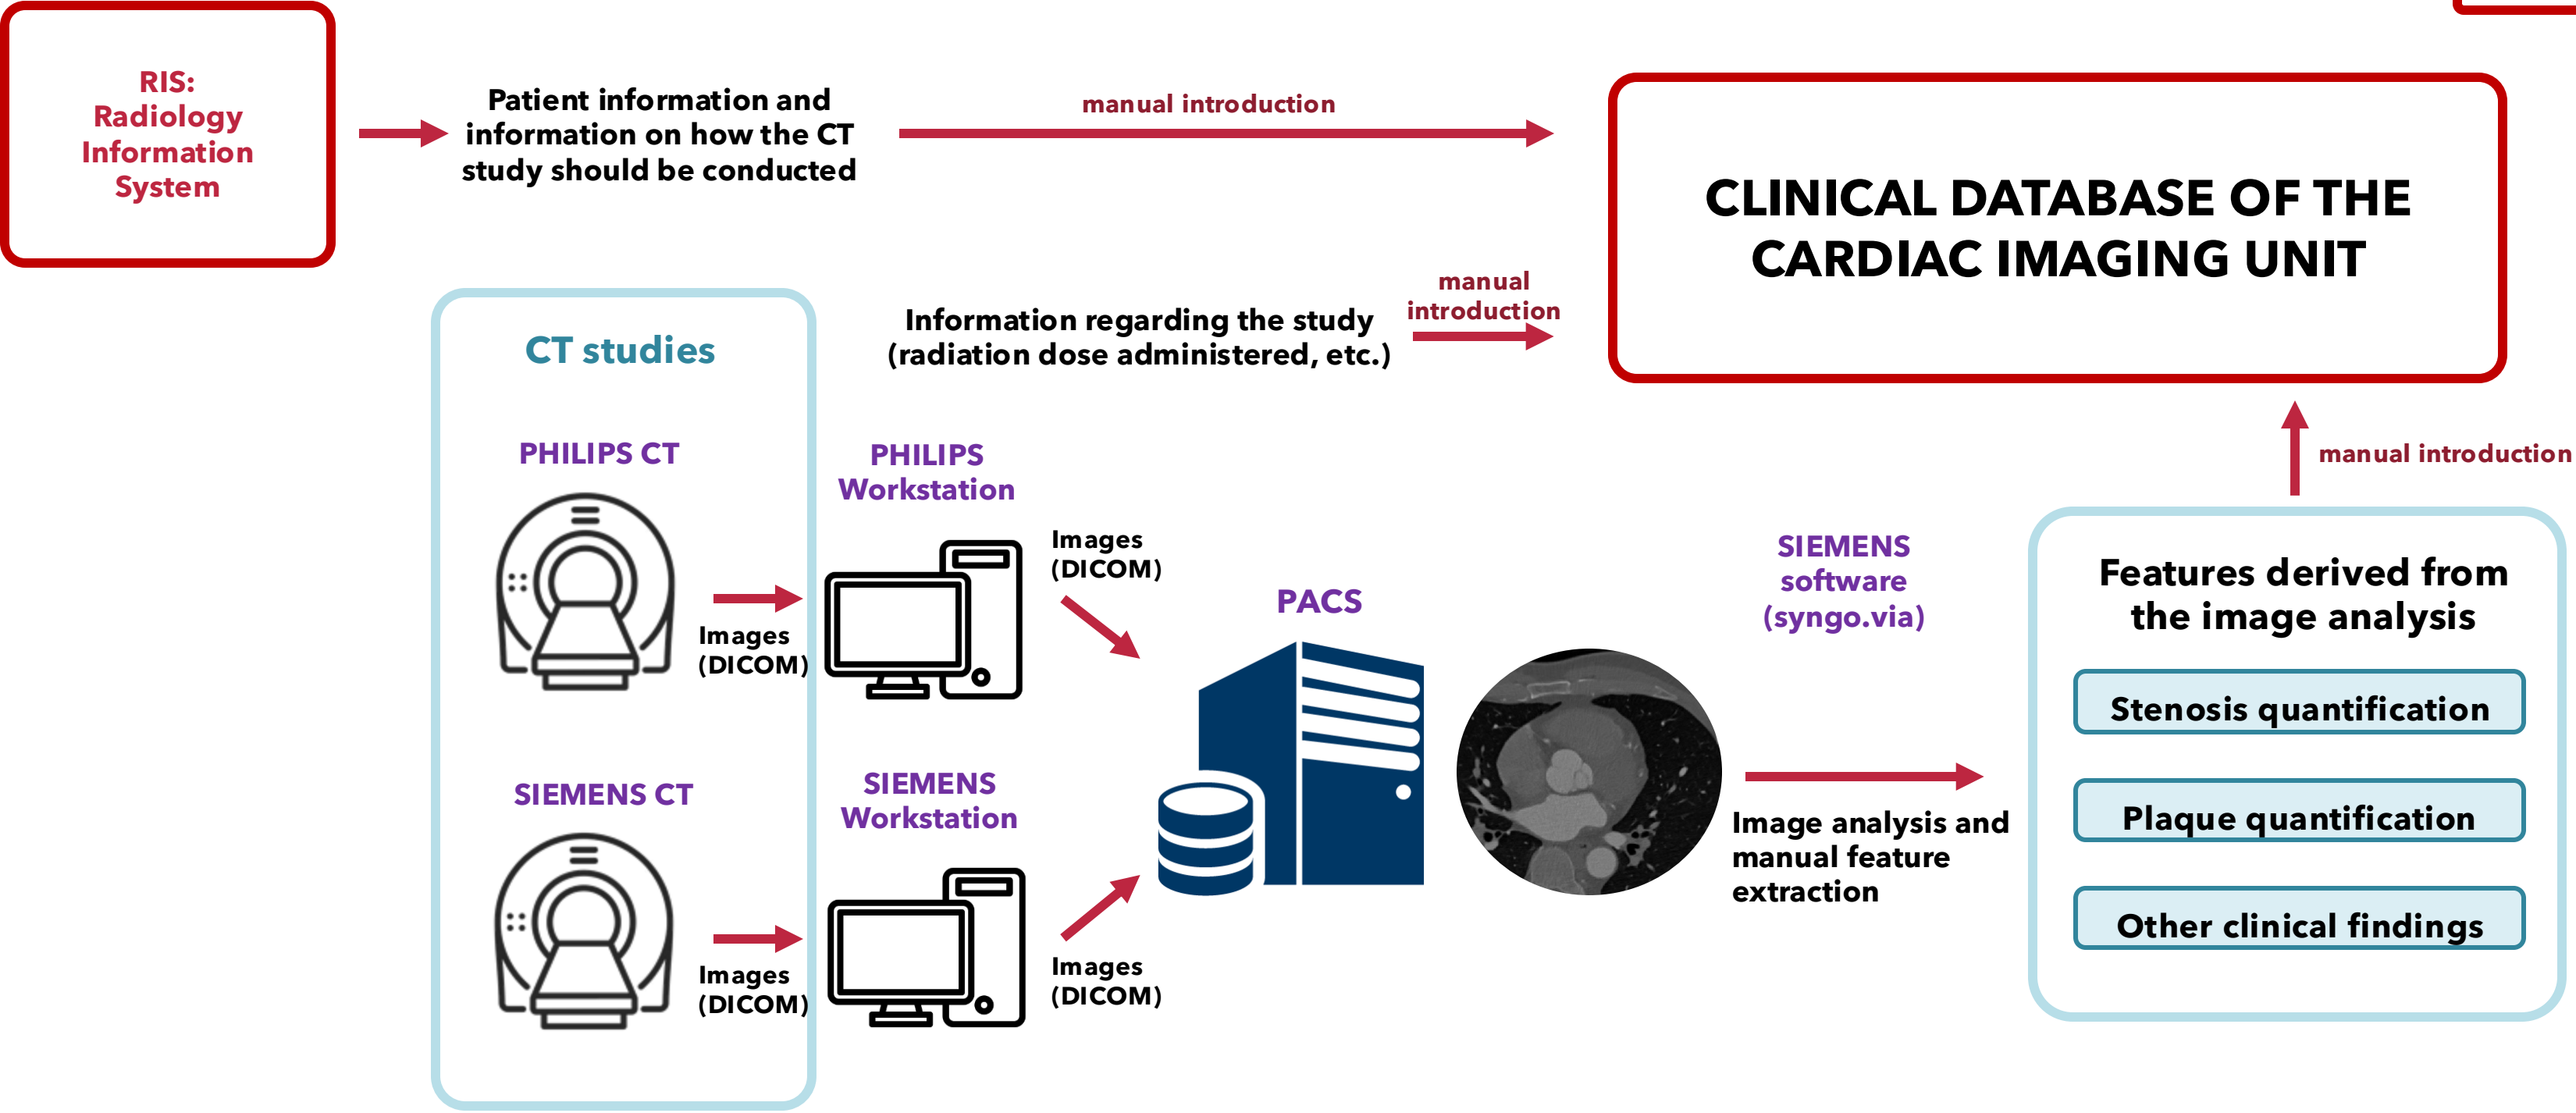 RIS:
Radiology
Information
System
Patient information and
information on how the CT
study should be conducted
manual introduction
CLINICAL DATABASE OF THE
CARDIAC IMAGING UNIT
Information regarding the study
(radiation dose administered, etc.)
manual
introduction
CT studies
PHILIPS CT
Images
(DICOM)
PHILIPS
Workstation
Images
(DICOM)
SIEMENS CT
Images
(DICOM)
SIEMENS
Workstation
Images
(DICOM)
PACS
SIEMENS
software
(syngo.via)
Image analysis and
manual feature
extraction
manual introduction
Features derived from
the image analysis
Stenosis quantification
Plaque quantification
Other clinical findings